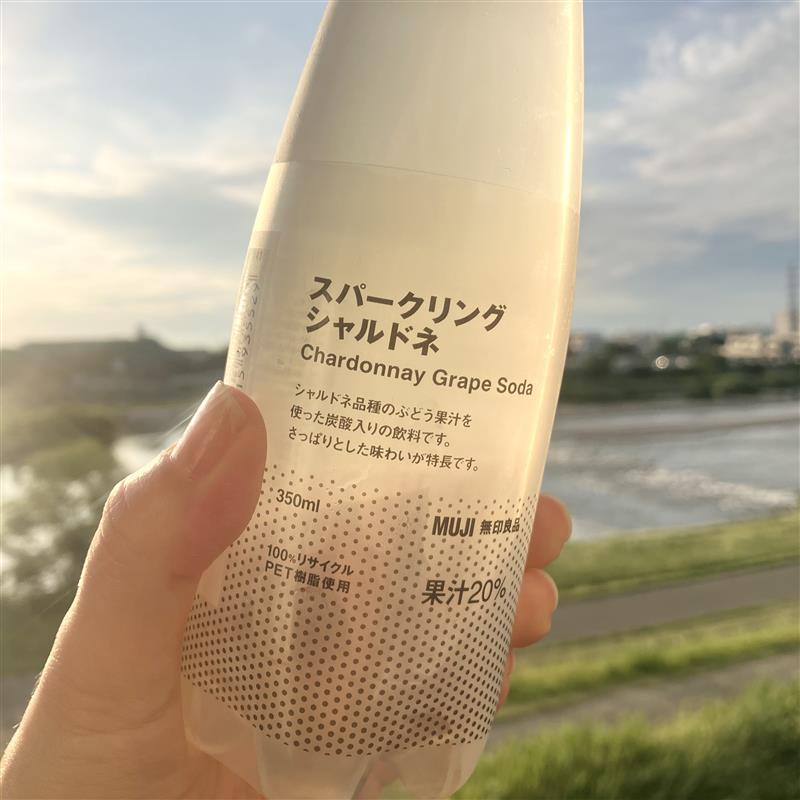 スパークリング
シャルドネ
Chardonnay Grape Soda
シャルドネ品種のぶどう果汁を
使った炭酸入りの飲料です。
さっぱりとした味わいが特長です。
350ml
MUJI 無印良品
100%リサイクル
PET樹脂使用
果汁20%